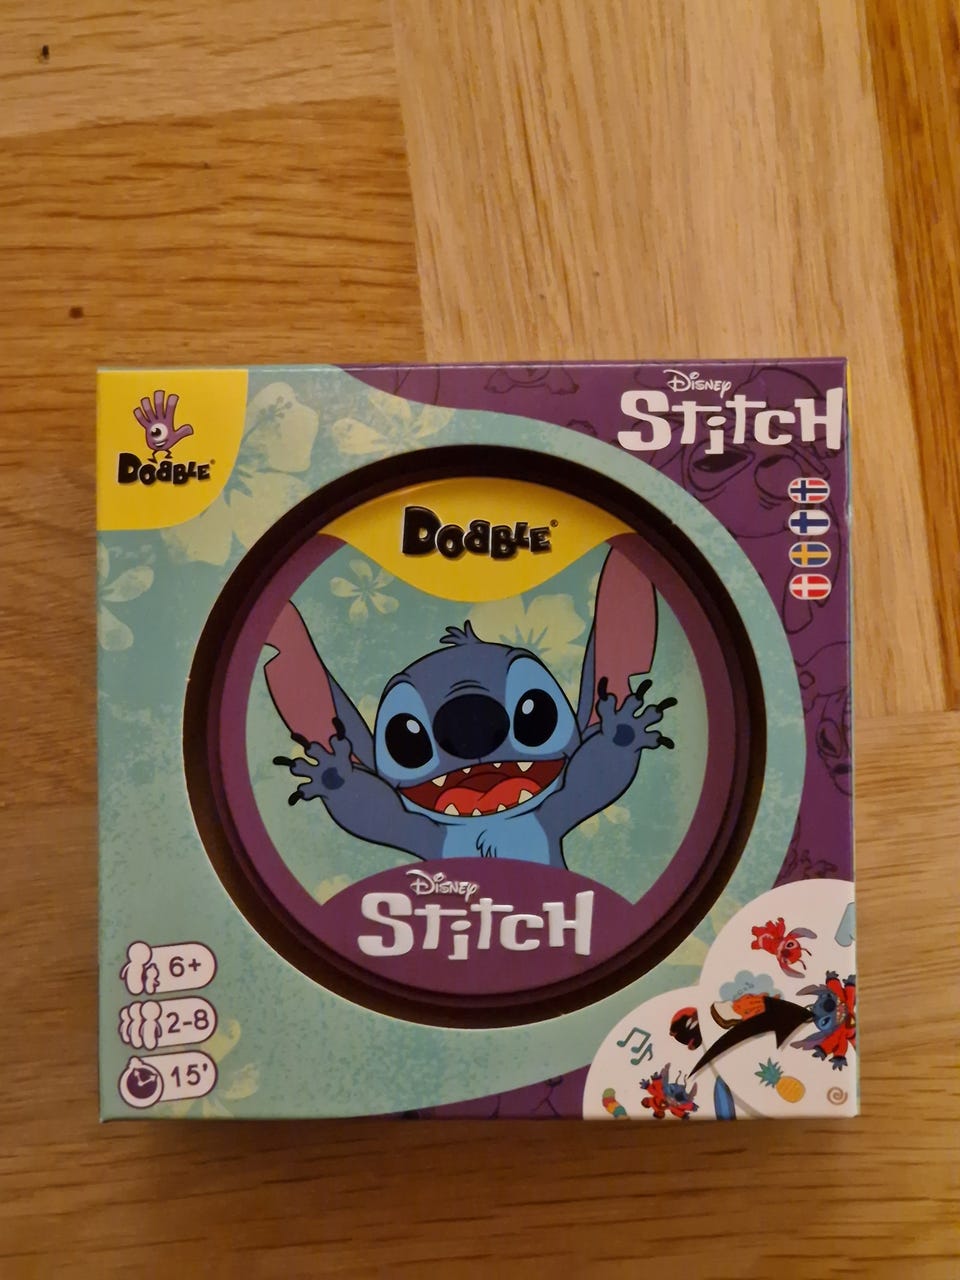 DOBBLE®
Disney
Stitch
DOBBLE®
Disney
Stitch
6+
2-8
15'